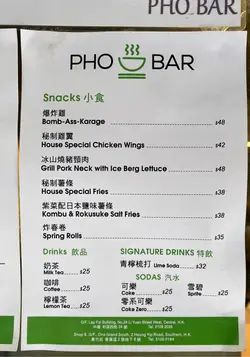 PHO BAR
PHO BAR
Snacks 小食
爆炸雞
Bomb-Ass-Karage $48
秘制雞翼
House Special Chicken Wings $42
冰山燒豬頸肉
Grill Pork Neck with Ice Berg Lettuce $48
秘制薯條
House Special Fries $38
紫菜配日本鹽味薯條
Kombu & Rokusuke Salt Fries $38
炸春卷
Spring Rolls $35
Drinks 飲品
奶茶
Milk Tea $25
咖啡
Coffee $25
檸檬茶
Lemon Tea $25
SIGNATURE DRINKS 特飲
青檸梳打 Lime Soda $32
SODAS 汽水
可樂
Coke $25
雪碧
Sprite $25
零系可樂
Coke Zero $25